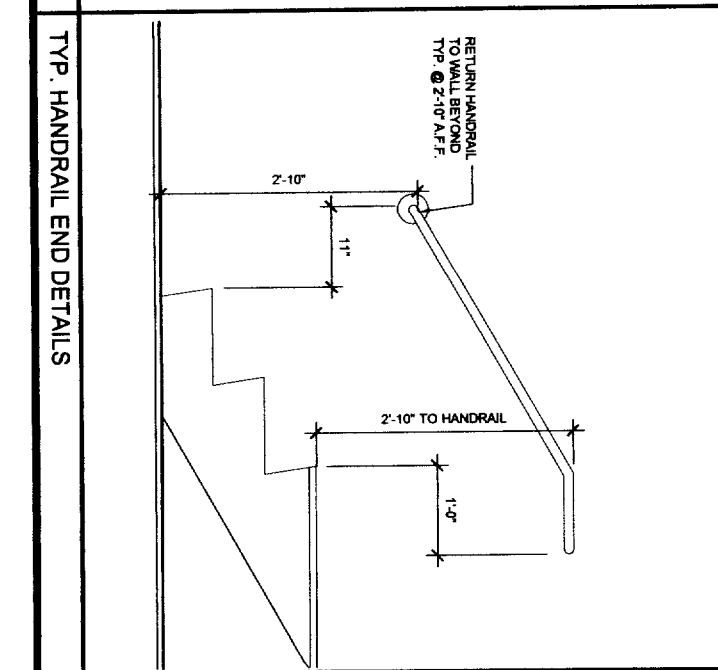 RETURN HANDRAIL
TO WALL BEYOND
TYP. @ 2'-10" A.F.F.
2'-10"
11"
2'-10" TO HANDRAIL
1'-0"
TYP. HANDRAIL END DETAILS